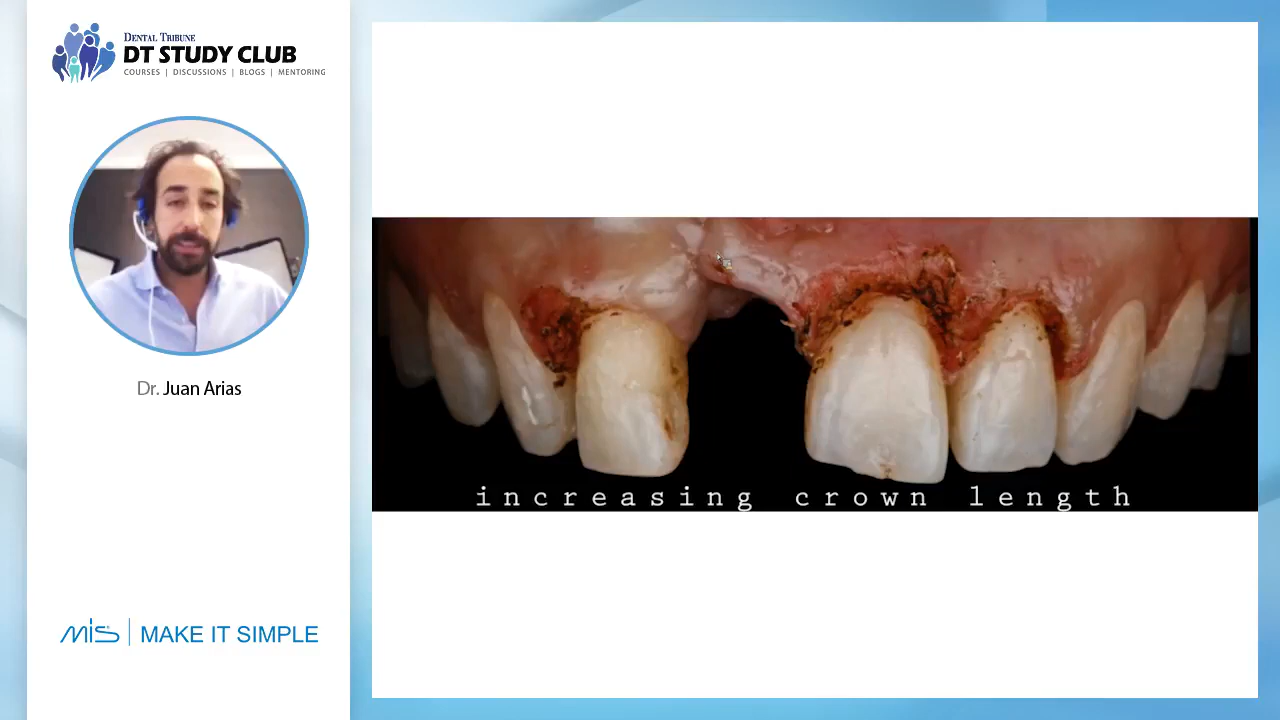 DENTAL TRIBUNE
DT STUDY CLUB
COURSES | DISCUSSIONS | BLOGS | MENTORING
Dr. Juan Arias
mis | MAKE IT SIMPLE
increasing crown length